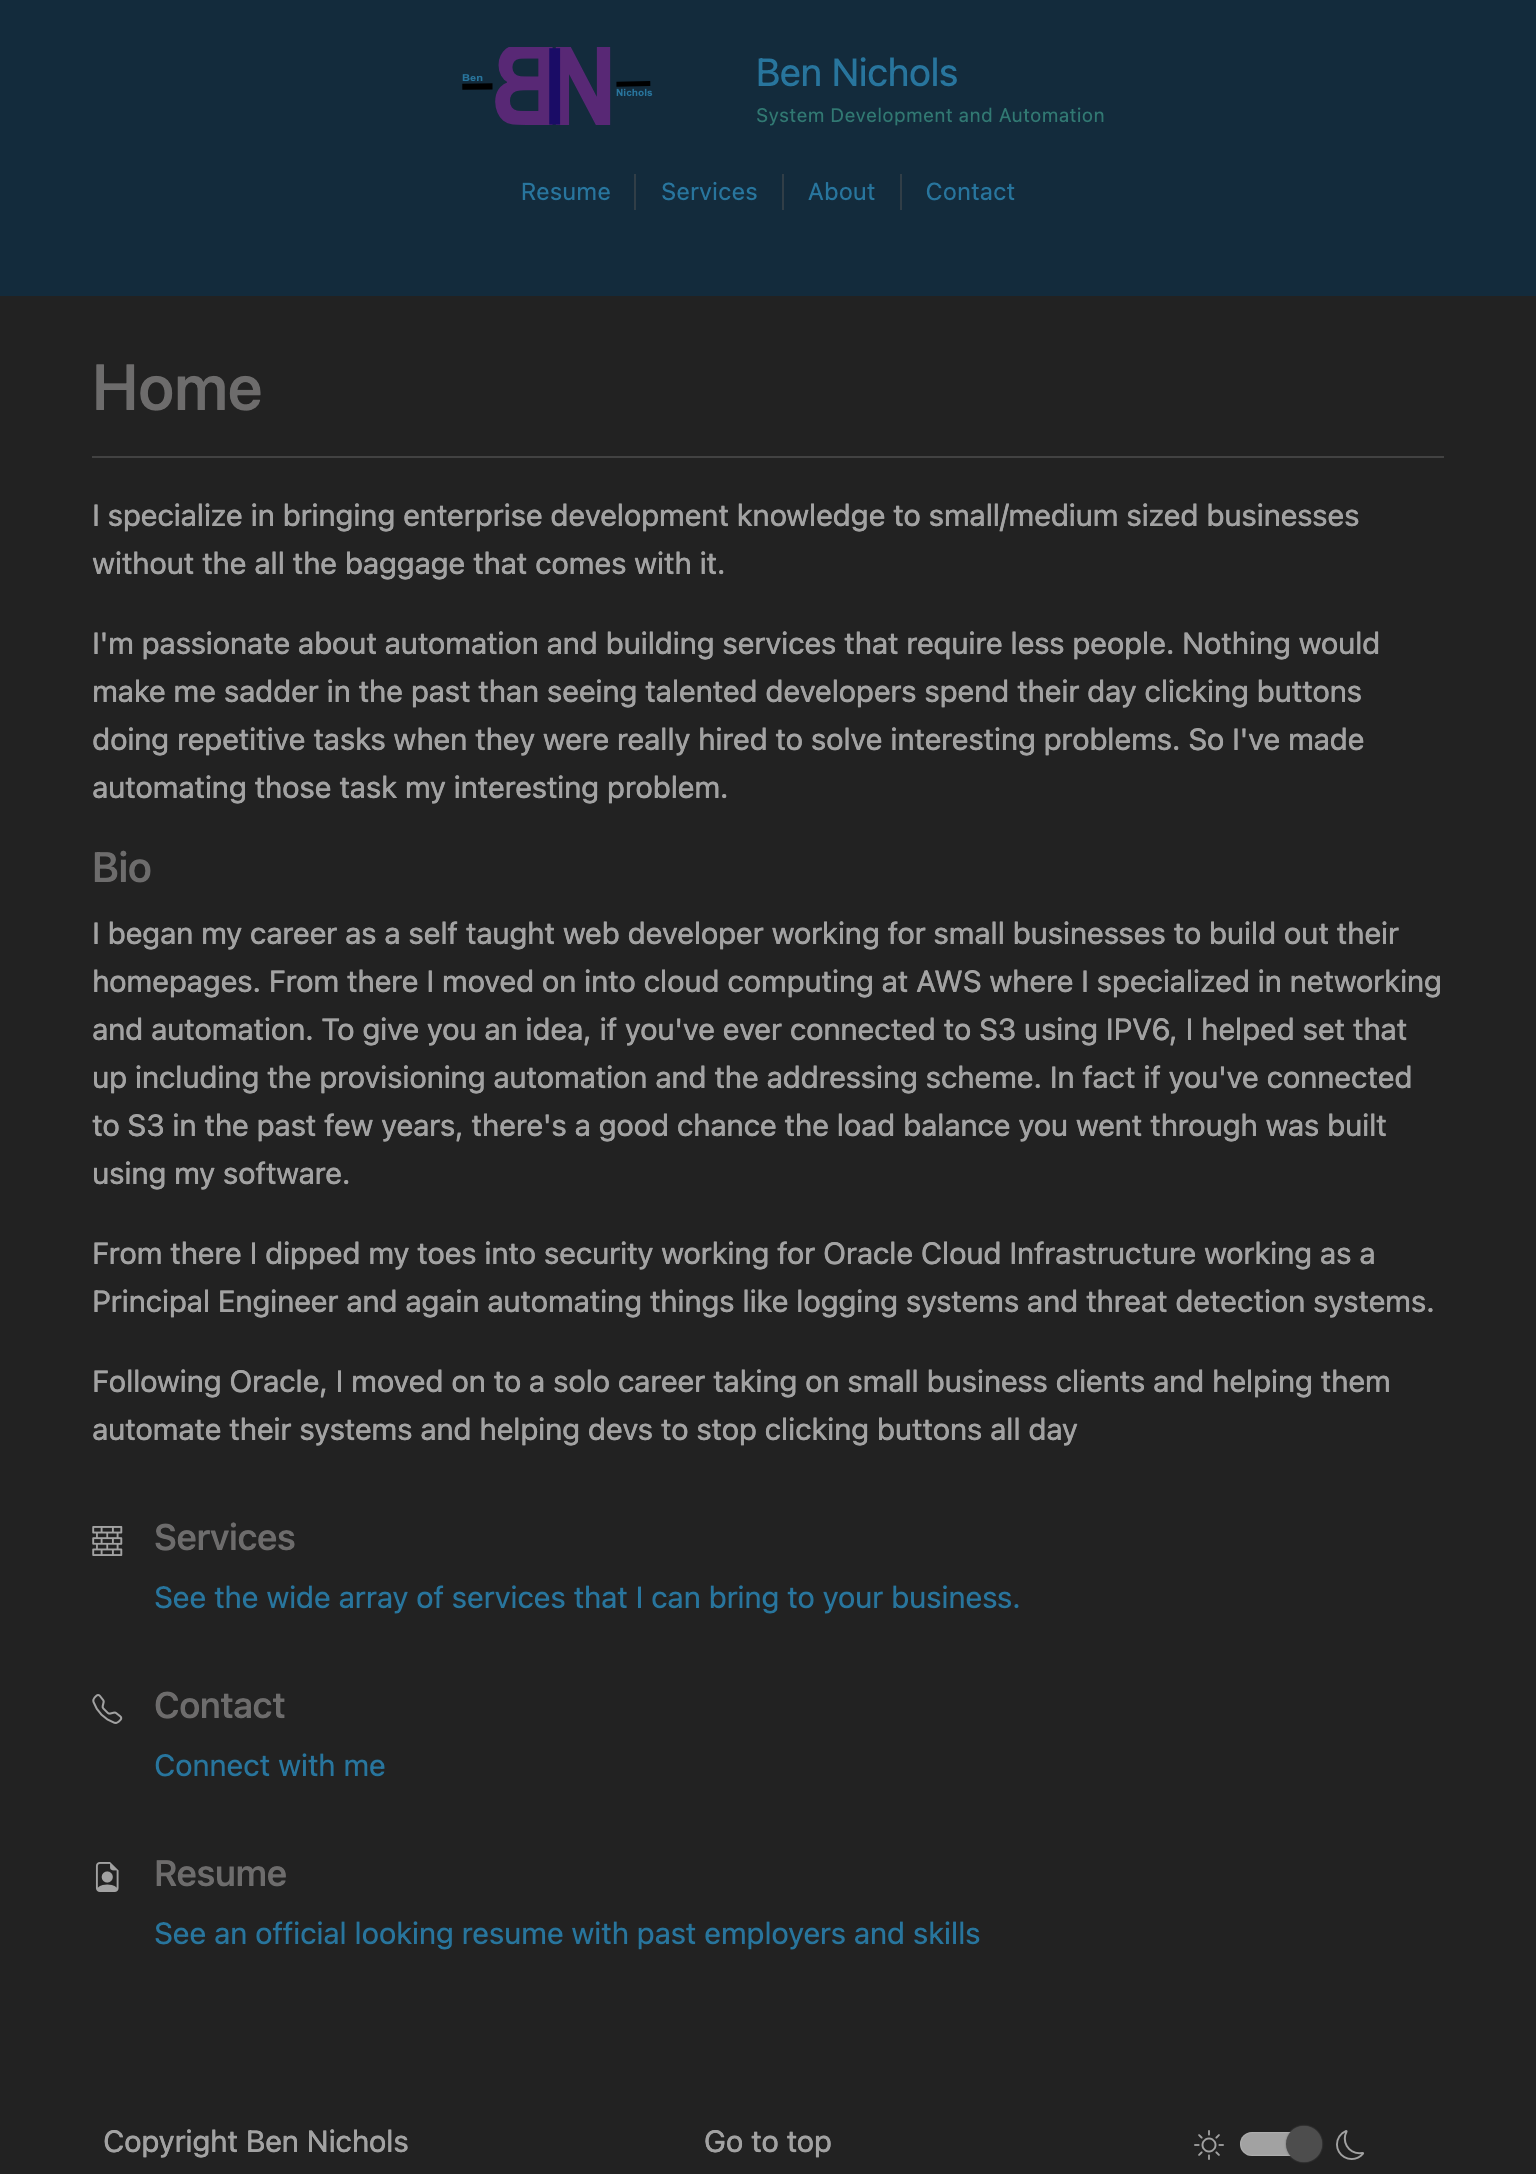 Ben
BN
Nichols
Ben Nichols
System Development and Automation
Resume
Services
About
Contact
Home
I specialize in bringing enterprise development knowledge to small/medium sized businesses
without the all the baggage that comes with it.
I'm passionate about automation and building services that require less people. Nothing would
make me sadder in the past than seeing talented developers spend their day clicking buttons
doing repetitive tasks when they were really hired to solve interesting problems. So I've made
automating those task my interesting problem.
Bio
I began my career as a self taught web developer working for small businesses to build out their
homepages. From there I moved on into cloud computing at AWS where I specialized in networking
and automation. To give you an idea, if you've ever connected to S3 using IPV6, I helped set that
up including the provisioning automation and the addressing scheme. In fact if you've connected
to S3 in the past few years, there's a good chance the load balance you went through was built
using my software.
From there I dipped my toes into security working for Oracle Cloud Infrastructure working as a
Principal Engineer and again automating things like logging systems and threat detection systems.
Following Oracle, I moved on to a solo career taking on small business clients and helping them
automate their systems and helping devs to stop clicking buttons all day
Services
See the wide array of services that I can bring to your business.
Contact
Connect with me
Resume
See an official looking resume with past employers and skills
Copyright Ben Nichols
Go to top